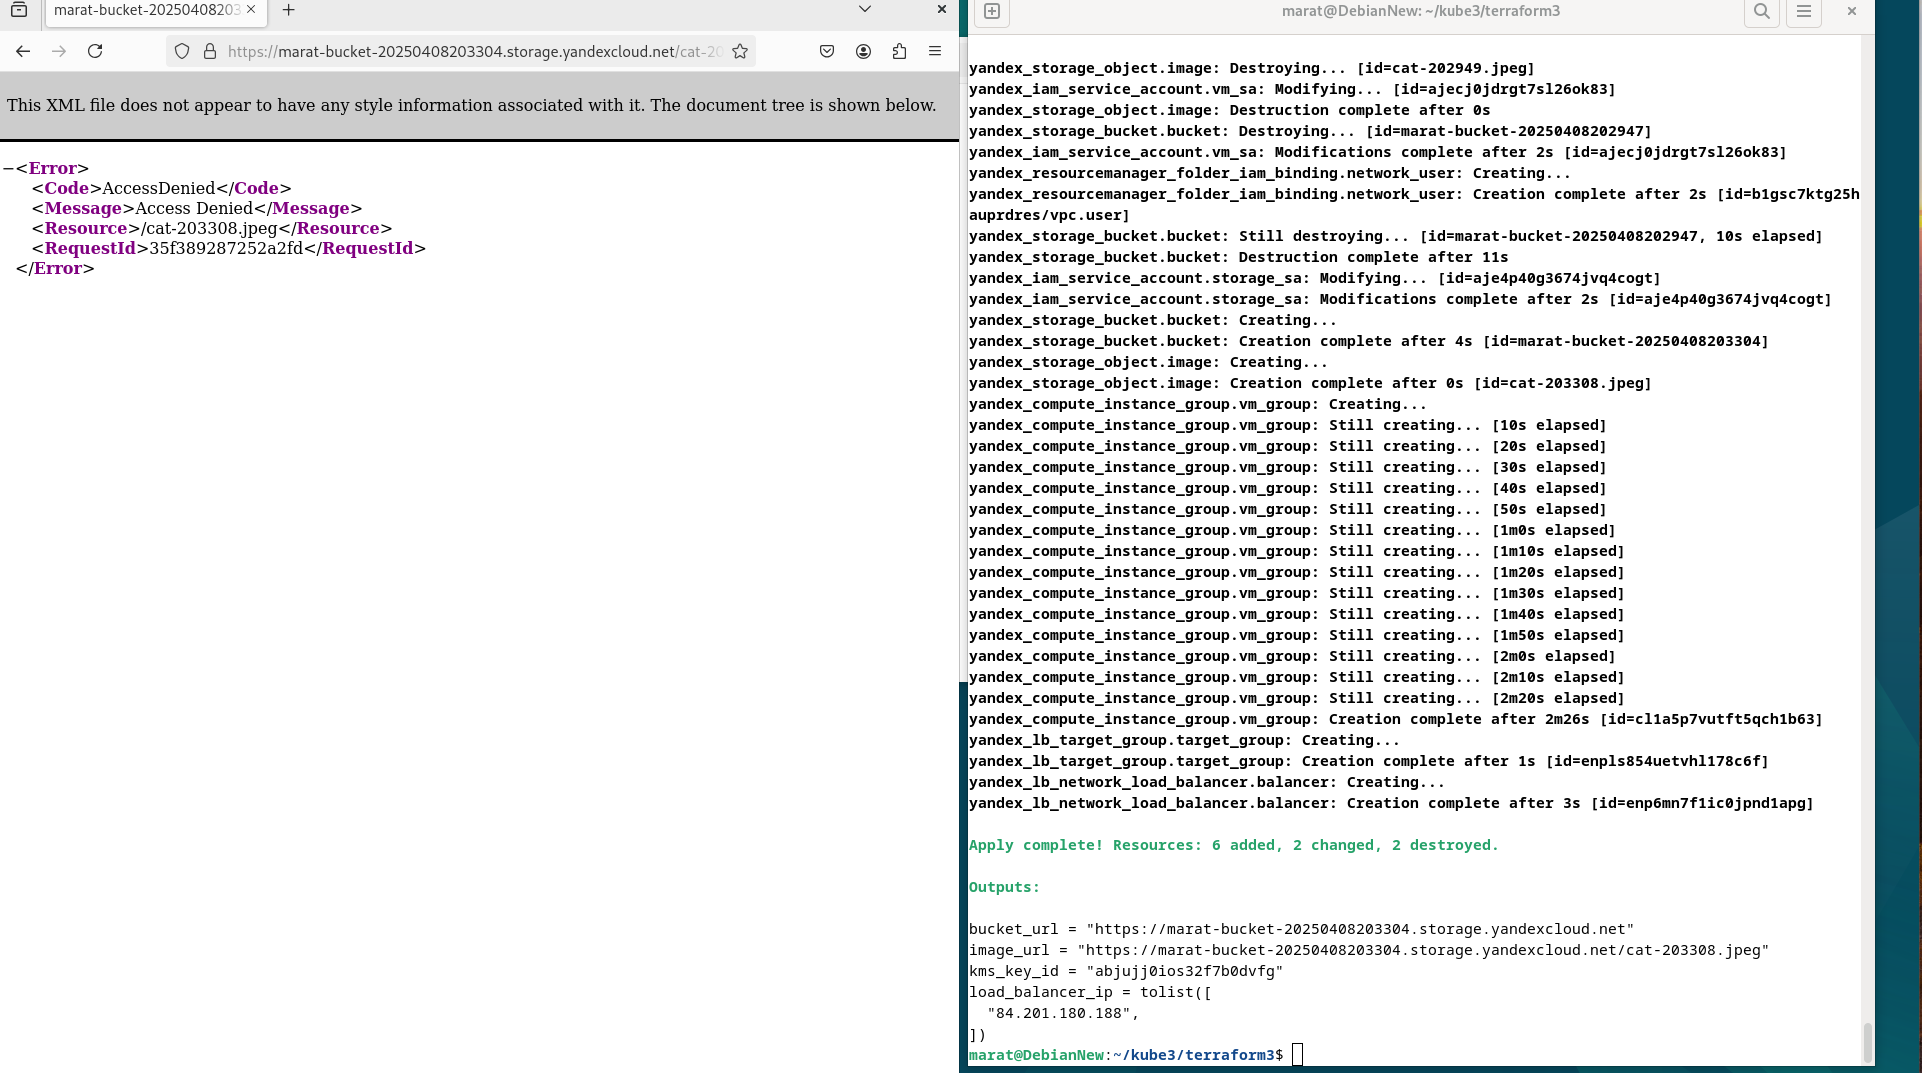 marat-bucket-20250408203
https://marat-bucket-20250408203304.storage.yandexcloud.net/cat-20
This XML file does not appear to have any style information associated with it. The document tree is shown below.
−<Error>
<Code>AccessDenied</Code>
<Message>Access Denied</Message>
<Resource>/cat-203308.jpeg</Resource>
<RequestId>35f389287252a2fd</RequestId>
</Error>
marat@DebianNew: ~/kube3/terraform3
yandex_storage_object.image: Destroying... [id=cat-202949.jpeg]
yandex_iam_service_account.vm_sa: Modifying... [id=ajecj0jdrgt7sl26ok83]
yandex_storage_object.image: Destruction complete after 0s
yandex_storage_bucket.bucket: Destroying... [id=marat-bucket-20250408202947]
yandex_iam_service_account.vm_sa: Modifications complete after 2s [id=ajecj0jdrgt7sl26ok83]
yandex_resourcemanager_folder_iam_binding.network_user: Creating...
yandex_resourcemanager_folder_iam_binding.network_user: Creation complete after 2s [id=b1gsc7ktg25h
auprdres/vpc.user]
yandex_storage_bucket.bucket: Still destroying... [id=marat-bucket-20250408202947, 10s elapsed]
yandex_storage_bucket.bucket: Destruction complete after 11s
yandex_iam_service_account.storage_sa: Modifying... [id=aje4p40g3674jvq4cogt]
yandex_iam_service_account.storage_sa: Modifications complete after 2s [id=aje4p40g3674jvq4cogt]
yandex_storage_bucket.bucket: Creating...
yandex_storage_bucket.bucket: Creation complete after 4s [id=marat-bucket-20250408203304]
yandex_storage_object.image: Creating...
yandex_storage_object.image: Creation complete after 0s [id=cat-203308.jpeg]
yandex_compute_instance_group.vm_group: Creating...
yandex_compute_instance_group.vm_group: Still creating... [10s elapsed]
yandex_compute_instance_group.vm_group: Still creating... [20s elapsed]
yandex_compute_instance_group.vm_group: Still creating... [30s elapsed]
yandex_compute_instance_group.vm_group: Still creating... [40s elapsed]
yandex_compute_instance_group.vm_group: Still creating... [50s elapsed]
yandex_compute_instance_group.vm_group: Still creating... [1m0s elapsed]
yandex_compute_instance_group.vm_group: Still creating... [1m10s elapsed]
yandex_compute_instance_group.vm_group: Still creating... [1m20s elapsed]
yandex_compute_instance_group.vm_group: Still creating... [1m30s elapsed]
yandex_compute_instance_group.vm_group: Still creating... [1m40s elapsed]
yandex_compute_instance_group.vm_group: Still creating... [1m50s elapsed]
yandex_compute_instance_group.vm_group: Still creating... [2m0s elapsed]
yandex_compute_instance_group.vm_group: Still creating... [2m10s elapsed]
yandex_compute_instance_group.vm_group: Still creating... [2m20s elapsed]
yandex_compute_instance_group.vm_group: Creation complete after 2m26s [id=cl1a5p7vutft5qch1b63]
yandex_lb_target_group.target_group: Creating...
yandex_lb_target_group.target_group: Creation complete after 1s [id=enpls854uetvhl178c6f]
yandex_lb_network_load_balancer.balancer: Creating...
yandex_lb_network_load_balancer.balancer: Creation complete after 3s [id=enp6mn7f1ic0jpnd1apg]
Apply complete! Resources: 6 added, 2 changed, 2 destroyed.
Outputs:
bucket_url = "https://marat-bucket-20250408203304.storage.yandexcloud.net"
image_url = "https://marat-bucket-20250408203304.storage.yandexcloud.net/cat-203308.jpeg"
kms_key_id = "abjujj0ios32f7b0dvfg"
load_balancer_ip = tolist([
"84.201.180.188",
])
marat@DebianNew:~/kube3/terraform3$